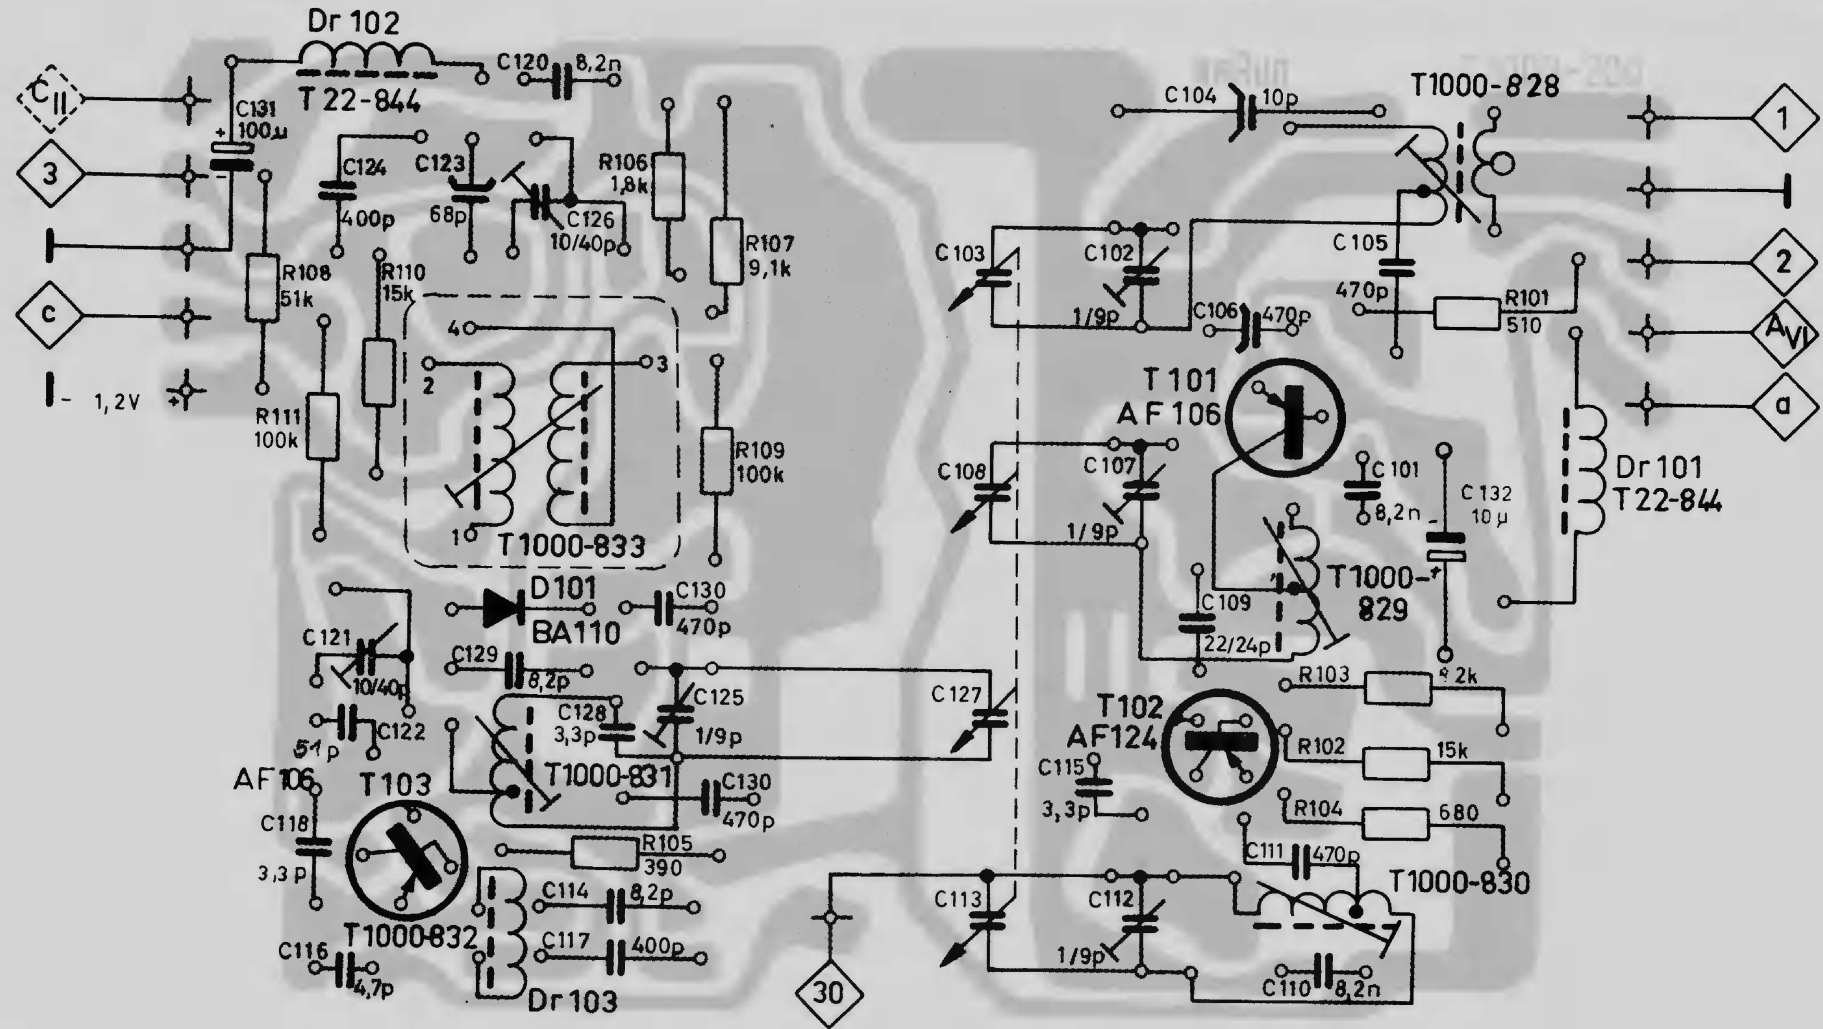 Dr 102
T 22-844
C120
8,2n
C II
C131
100µ
+
-
3
C124
400p
C123
68p
C126
10/40p
R106
1,8k
R107
9,1k
C104
10p
T1000-828
1
C103
C102
1/9p
C105
470p
R101
510
2
C106
470p
A VI
a
c
R108
51k
R110
15k
- 1,2V +
R111
100k
4
2
3
1
T1000-833
R109
100k
T101
AF106
C108
C107
1/9p
C101
8,2n
C132
10µ
-
+
Dr101
T22-844
T1000-
829
C109
22/24p
D101
BA110
C130
470p
C121
10/40p
C129
8,2p
C122
51p
C128
3,3p
C125
1/9p
C127
T1000-831
C130
470p
R103
R102
15k
R104
680
T102
AF124
C115
3,3p
AF106
T103
C118
3,3p
R105
390
C114
8,2p
C117
400p
T1000-832
C116
4,7p
Dr103
30
C113
C112
1/9p
C111
470p
T1000-830
C110
8,2n